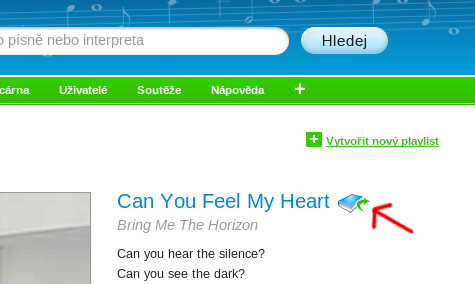 písně nebo interpreta
Hledej
Uživatelé Soutěže Nápověda +
+ Vytvořit nový playlist
Can You Feel My Heart
Bring Me The Horizon
Can you hear the silence?
Can you see the dark?